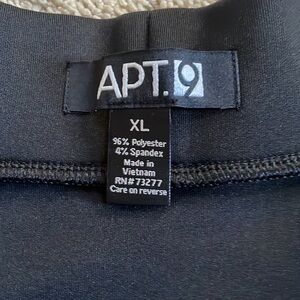 APT.9
XL
96% Polyester
4% Spandex
Made in
Vietnam
RN#73277
Care on reverse